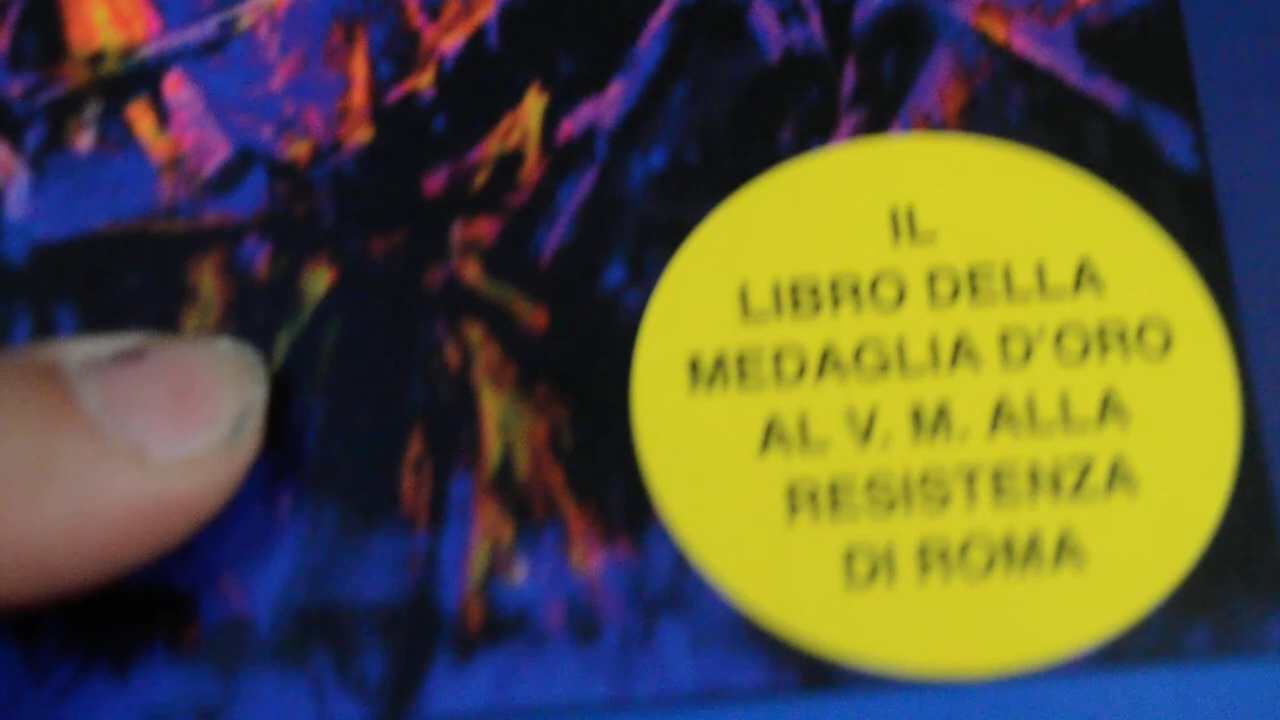 IL
LIBRO DELLA
MEDAGLIA D'ORO
AL V. M. ALLA
RESISTENZA
DI ROMA